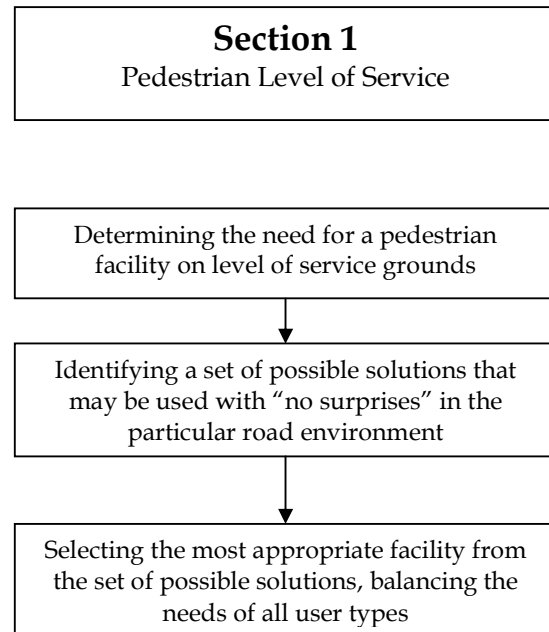 Section 1
Pedestrian Level of Service
Determining the need for a pedestrian
facility on level of service grounds
Identifying a set of possible solutions that
may be used with “no surprises” in the
particular road environment
Selecting the most appropriate facility from
the set of possible solutions, balancing the
needs of all user types